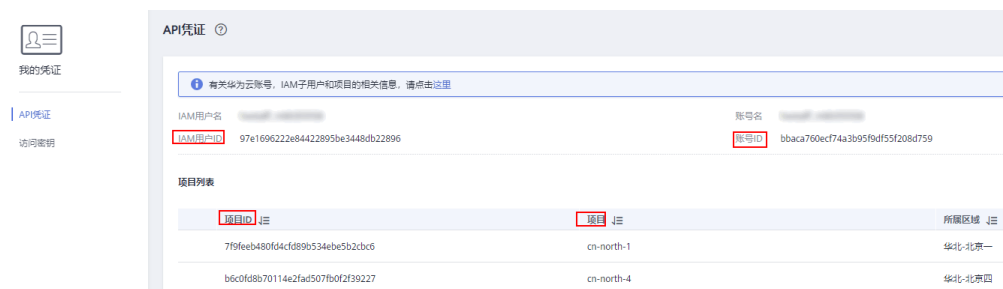 API凭证
我的凭证
有关华为云账号，IAM子用户和项目的相关信息，请点击这里
API凭证
访问密钥
IAM用户名
账号名
IAM用户ID 97e1696222e84422895be3448db22896
账号ID bbaca760ecf74a3b95f9df55f208d759
项目列表
项目ID 项目 所属区域
7f9feeb480fd4cfd89b534ebe5b2cbc6 cn-north-1 华北-北京一
b6c0fd8b70114e2fad507fb0f2f39227 cn-north-4 华北-北京四